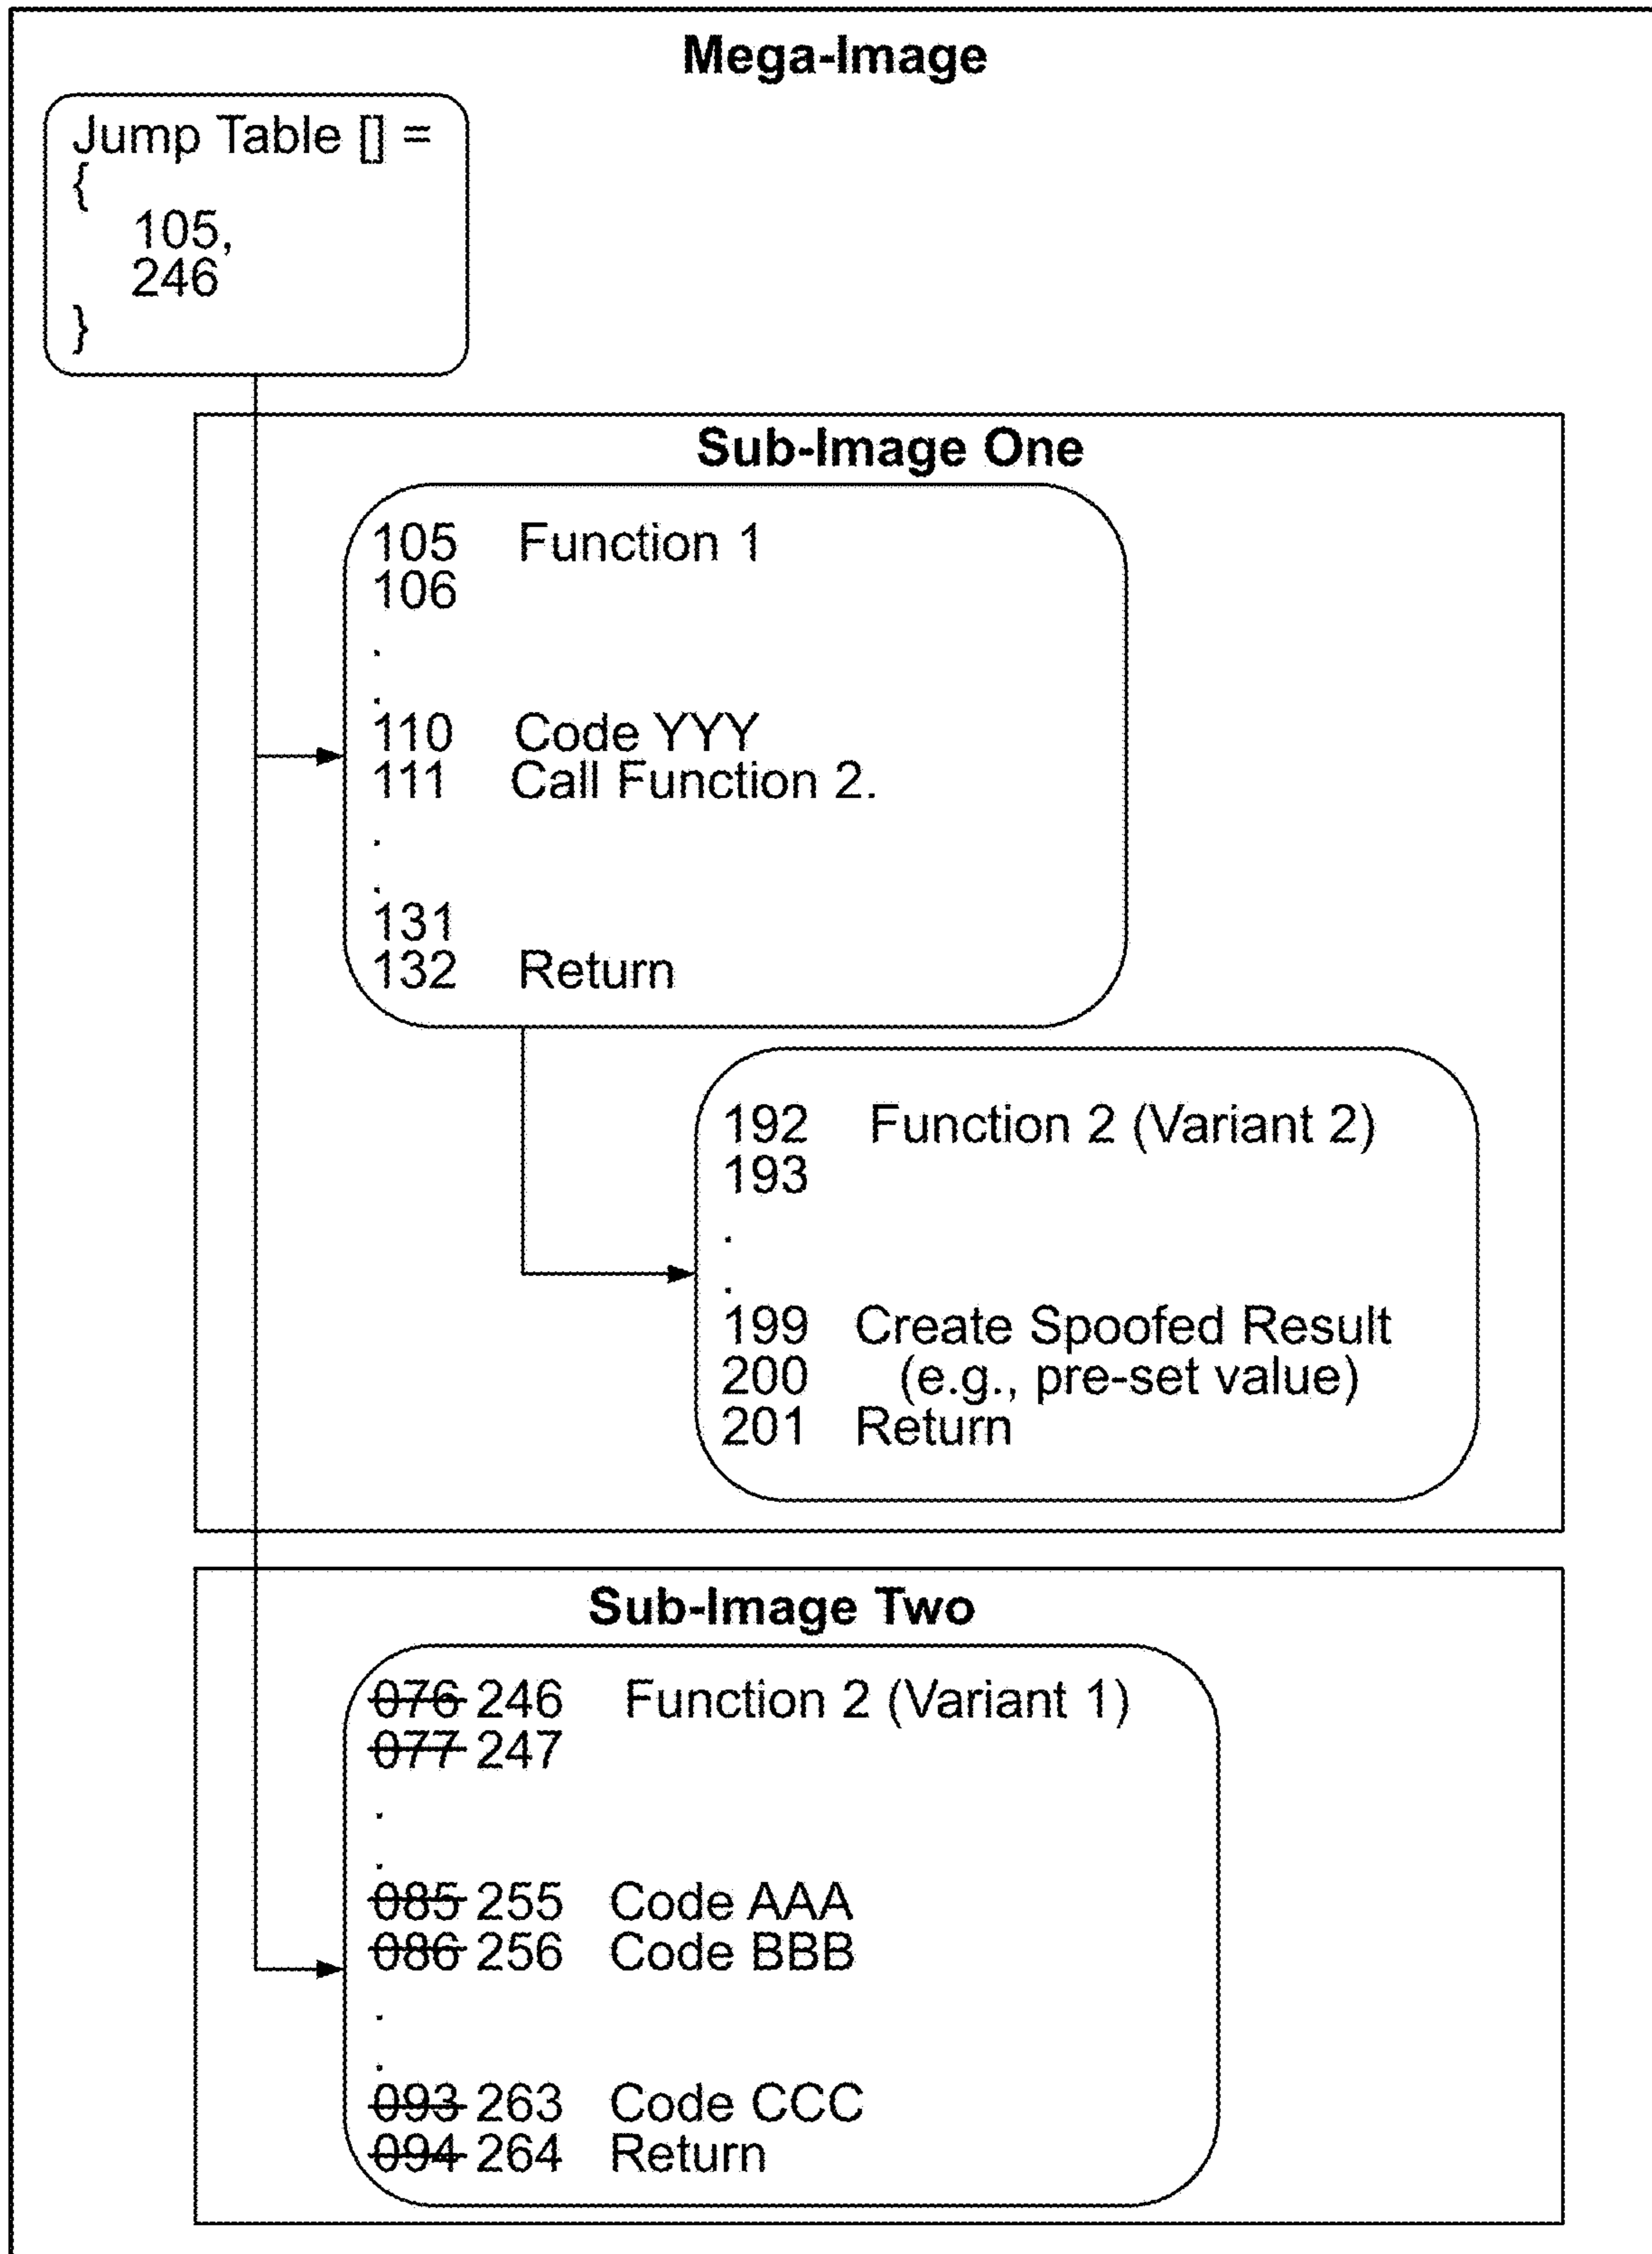 Mega-Image
Jump Table [] =
{
105,
246
}
Sub-Image One
105 Function 1
106
.
.
110 Code YYY
111 Call Function 2.
.
.
131
132 Return
192 Function 2 (Variant 2)
193
.
.
199 Create Spoofed Result
200 (e.g., pre-set value)
201 Return
Sub-Image Two
076 246 Function 2 (Variant 1)
077 247
.
.
085 255 Code AAA
086 256 Code BBB
.
.
093 263 Code CCC
094 264 Return